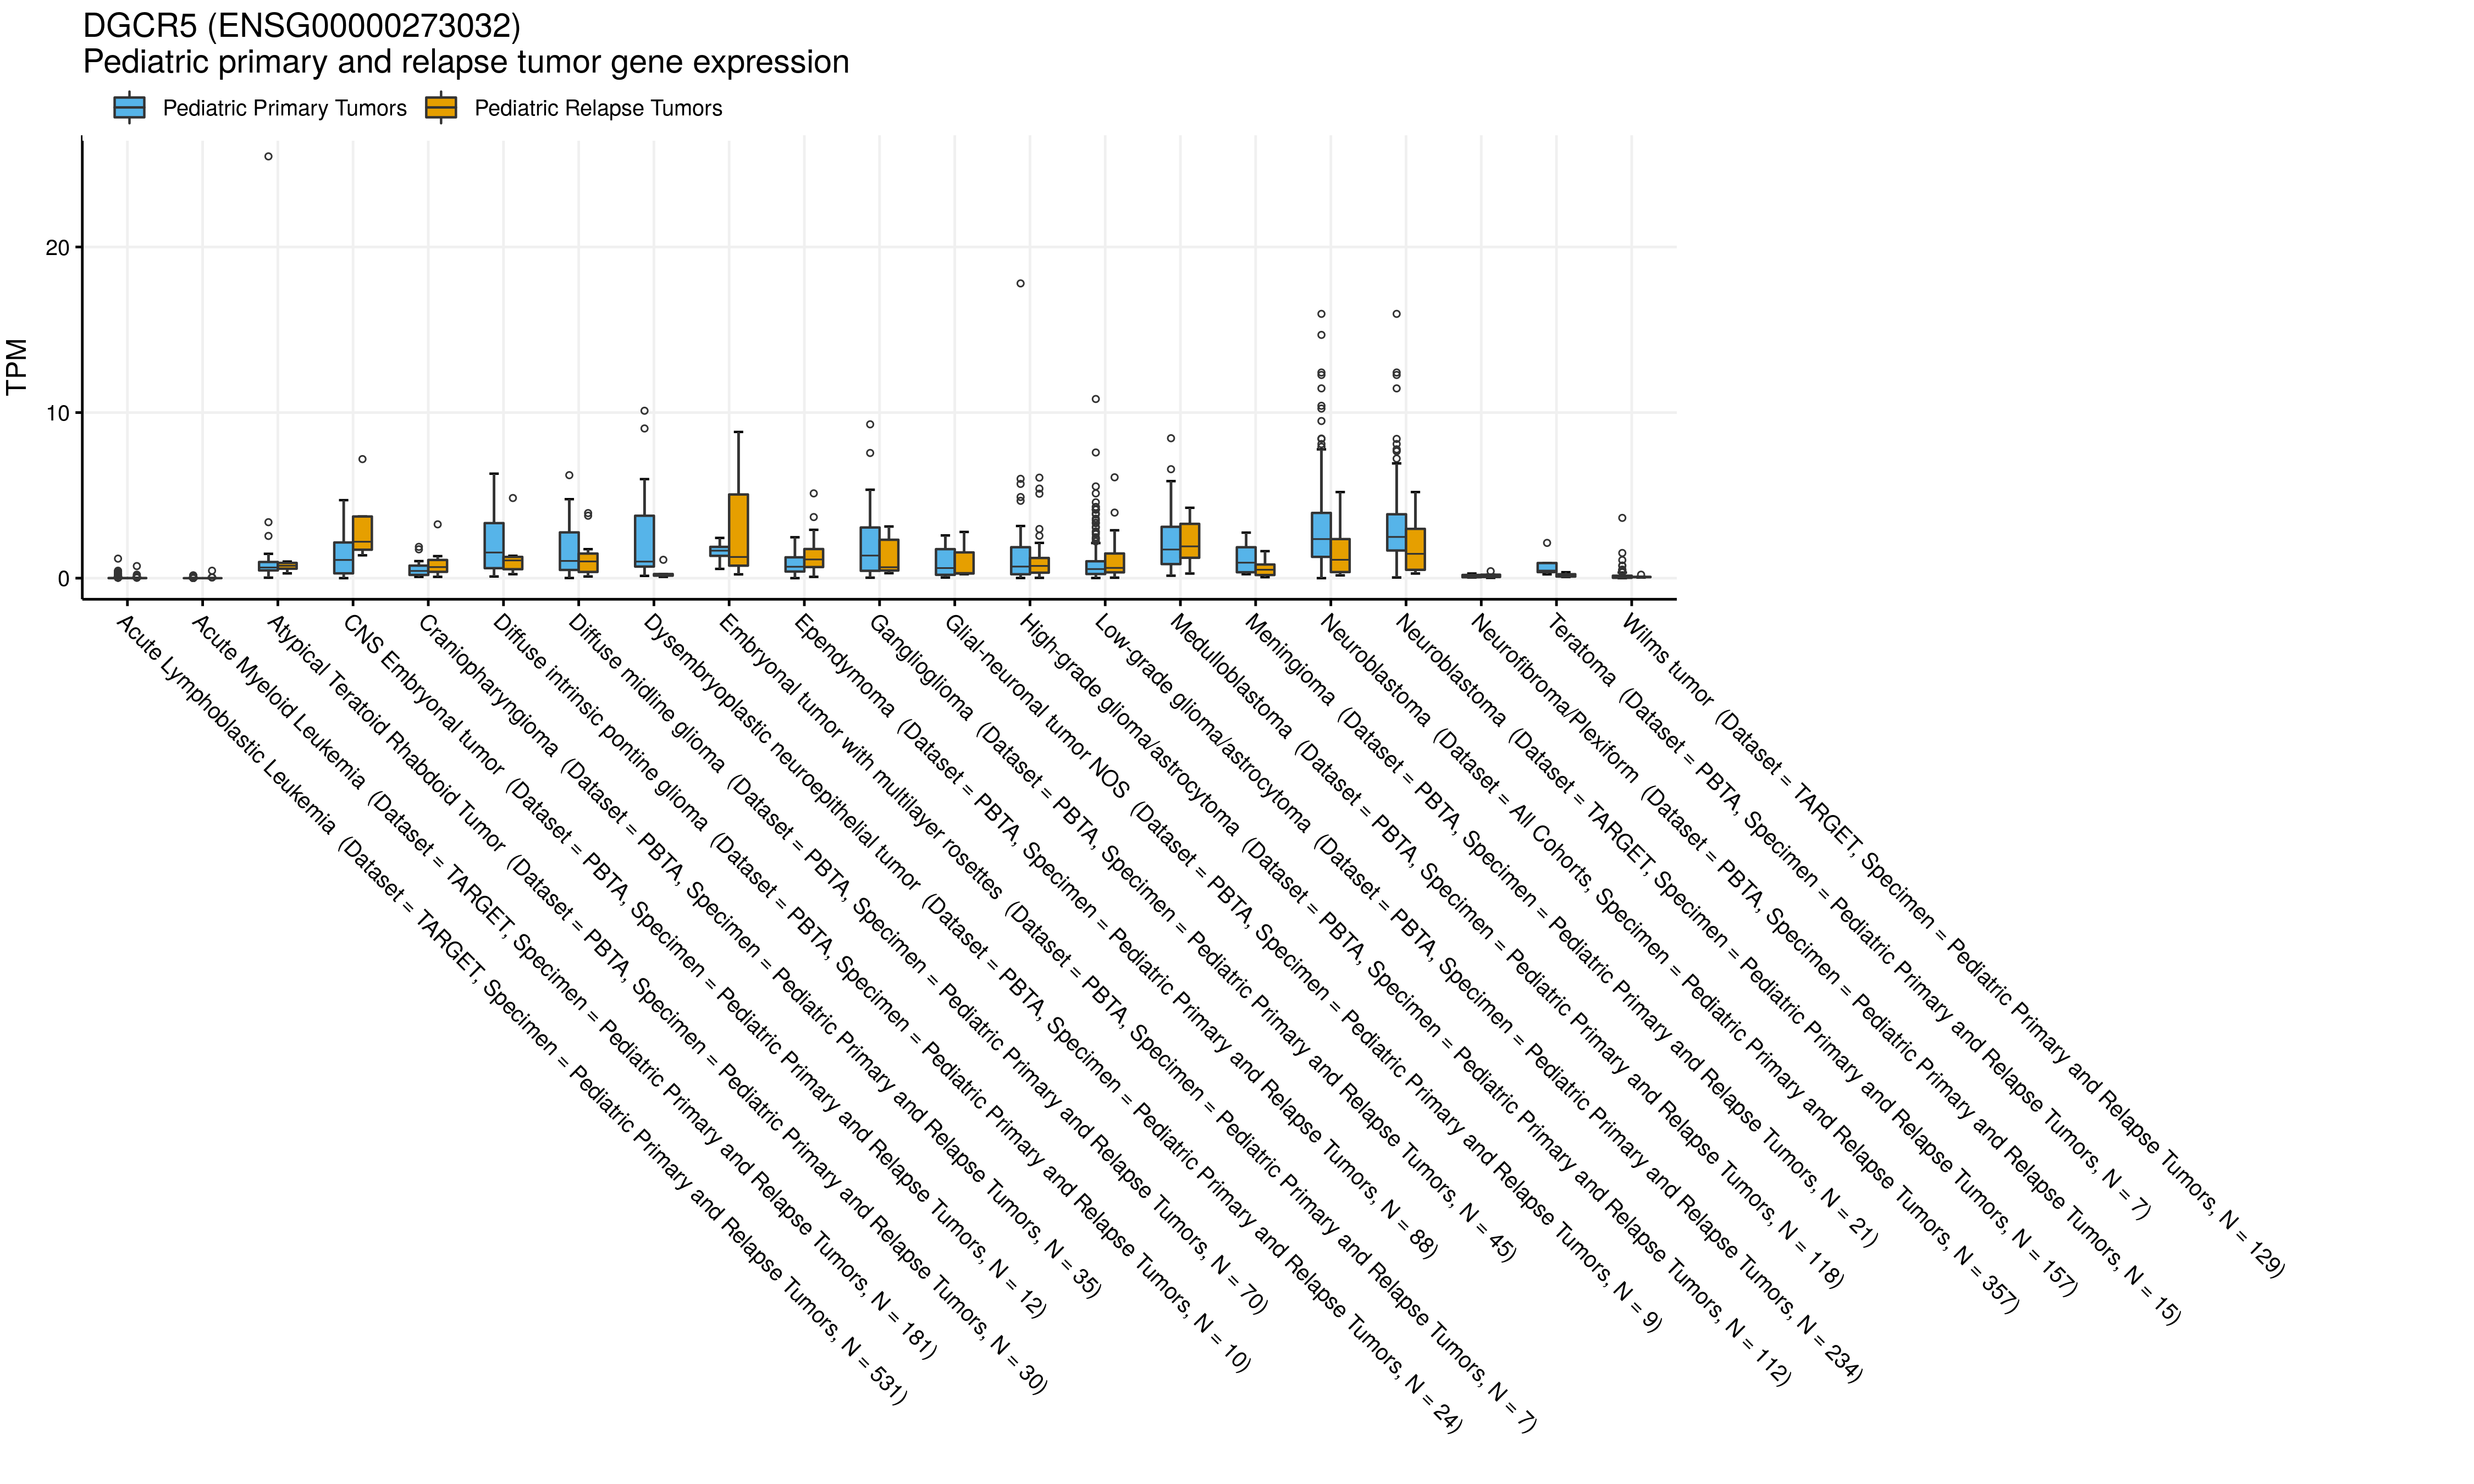 DGCR5 (ENSG00000273032)
Pediatric primary and relapse tumor gene expression
Pediatric Primary Tumors
Pediatric Relapse Tumors
TPM
20
10
0
Acute Lymphoblastic Leukemia (Dataset = TARGET, Specimen = Pediatric Primary and Relapse Tumors, N = 531)
Acute Myeloid Leukemia (Dataset = TARGET, Specimen = Pediatric Primary and Relapse Tumors, N = 181)
Atypical Teratoid Rhabdoid Tumor (Dataset = PBTA, Specimen = Pediatric Primary and Relapse Tumors, N = 30)
CNS Embryonal tumor (Dataset = PBTA, Specimen = Pediatric Primary and Relapse Tumors, N = 12)
Craniopharyngioma (Dataset = PBTA, Specimen = Pediatric Primary and Relapse Tumors, N = 35)
Diffuse intrinsic pontine glioma (Dataset = PBTA, Specimen = Pediatric Primary and Relapse Tumors, N = 10)
Diffuse midline glioma (Dataset = PBTA, Specimen = Pediatric Primary and Relapse Tumors, N = 70)
Dysembryoplastic neuroepithelial tumor (Dataset = PBTA, Specimen = Pediatric Primary and Relapse Tumors, N = 24)
Embryonal tumor with multilayer rosettes (Dataset = PBTA, Specimen = Pediatric Primary and Relapse Tumors, N = 7)
Ependymoma (Dataset = PBTA, Specimen = Pediatric Primary and Relapse Tumors, N = 88)
Ganglioglioma (Dataset = PBTA, Specimen = Pediatric Primary and Relapse Tumors, N = 45)
Glial-neuronal tumor NOS (Dataset = PBTA, Specimen = Pediatric Primary and Relapse Tumors, N = 9)
High-grade glioma/astrocytoma (Dataset = PBTA, Specimen = Pediatric Primary and Relapse Tumors, N = 112)
Low-grade glioma/astrocytoma (Dataset = PBTA, Specimen = Pediatric Primary and Relapse Tumors, N = 234)
Medulloblastoma (Dataset = PBTA, Specimen = Pediatric Primary and Relapse Tumors, N = 118)
Meningioma (Dataset = PBTA, Specimen = Pediatric Primary and Relapse Tumors, N = 21)
Neuroblastoma (Dataset = All Cohorts, Specimen = Pediatric Primary and Relapse Tumors, N = 357)
Neuroblastoma (Dataset = TARGET, Specimen = Pediatric Primary and Relapse Tumors, N = 157)
Neurofibroma/Plexiform (Dataset = PBTA, Specimen = Pediatric Primary and Relapse Tumors, N = 15)
Teratoma (Dataset = PBTA, Specimen = Pediatric Primary and Relapse Tumors, N = 7)
Wilms tumor (Dataset = TARGET, Specimen = Pediatric Primary and Relapse Tumors, N = 129)